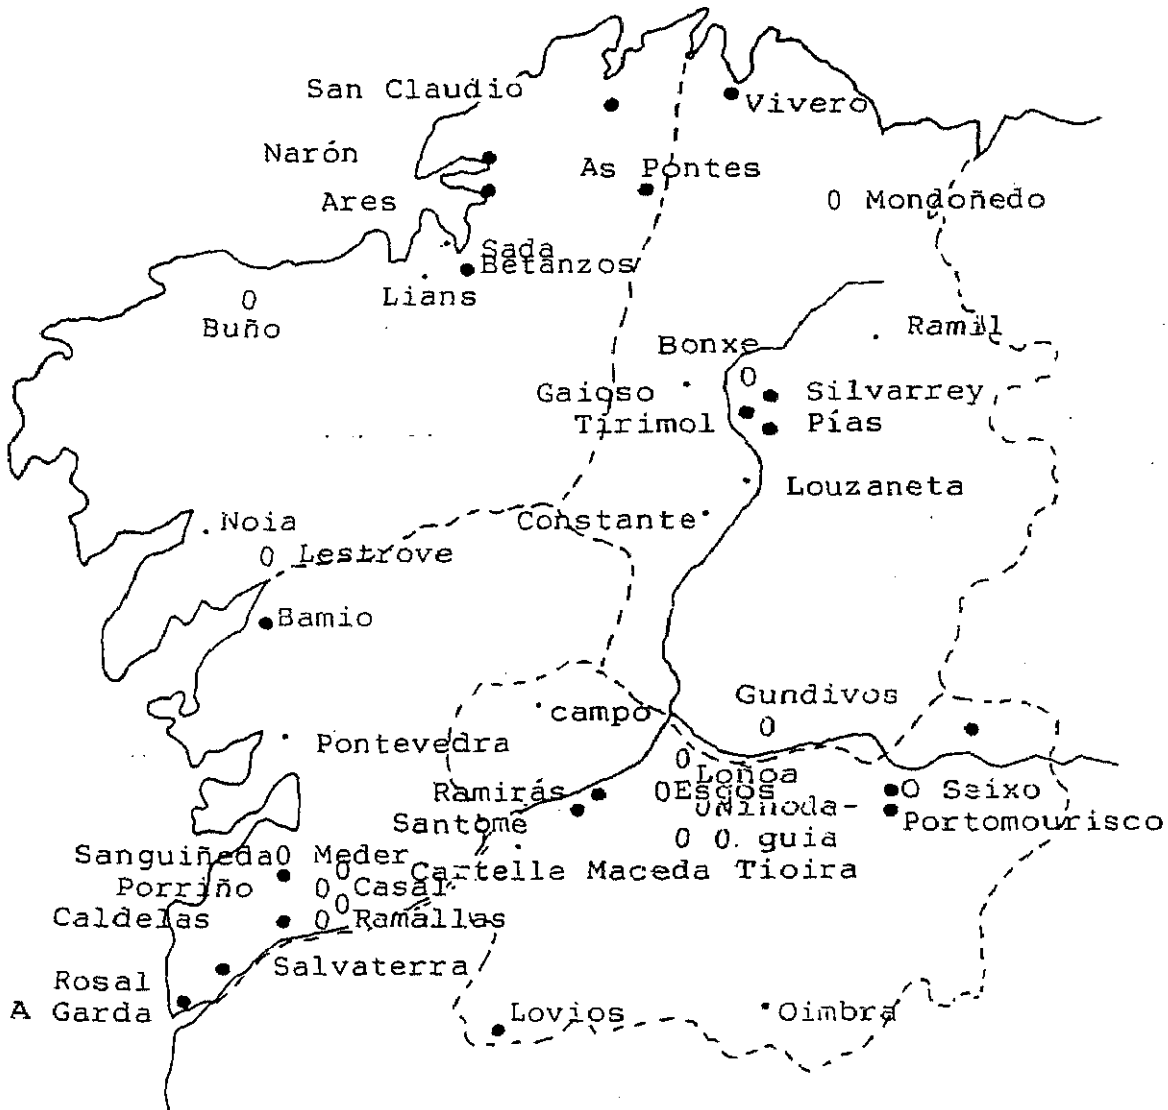 San Claudio
Vivero
Narón
As Pontes
Ares
0 Mondoñedo
Sada
Betanzos
Lians
0
Buño
Ramil
Bonxe
0
Gaioso
Silvarrey
Tirimol
Pías
Louzaneta
Constante
Noia
0 Lestrove
Bamio
Gundivos
0
campo
Pontevedra
0
Loñoa
Ramirás
0Esgos
O Seixo
Niñoda-
guia
Santome
Portomourisco
0 0
Sanguiñeda
0 Meder
0
Cartelle Maceda Tioira
Porriño
0 Casal
0
Caldelas
0 Ramallas
Salvaterra
Rosal
A Garda
Lovios
Oimbra